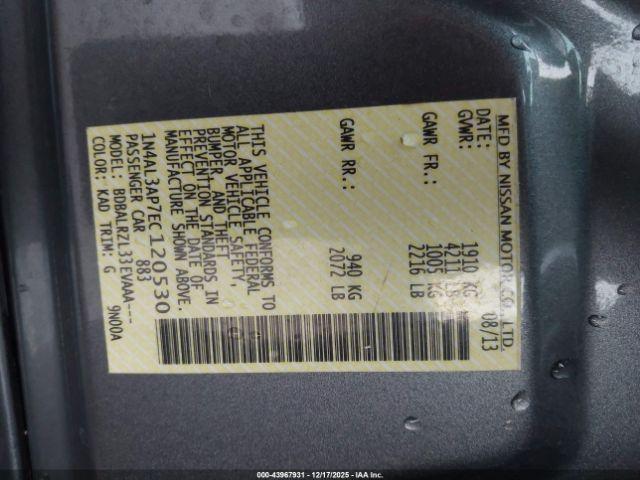 MFD BY NISSAN MOTOR CO., LTD.
DATE: 08/13
GVWR: 1910 KG
4211 LB
GAWR FR.: 1005 KG
2216 LB
GAWR RR.: 940 KG
2072 LB
THIS VEHICLE CONFORMS TO
ALL APPLICABLE FEDERAL
MOTOR VEHICLE SAFETY,
BUMPER, AND THEFT
PREVENTION STANDARDS IN
EFFECT ON THE DATE OF
MANUFACTURE SHOWN ABOVE.
1N4AL3AP7EC120530
PASSENGER CAR 883
MODEL: BDBALRZL33EVAAA---
COLOR: KAD TRIM: G 9N00A
000-43967931 - 12/17/2025 - IAA Inc.